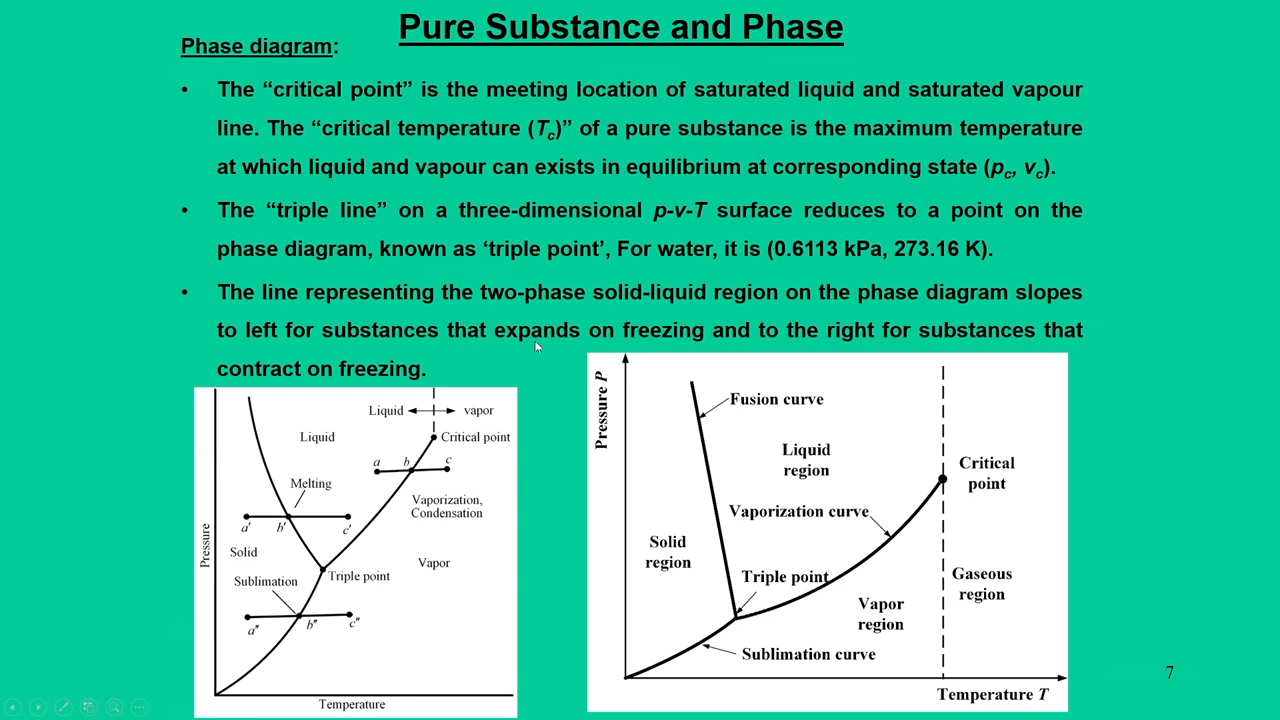 Pure Substance and Phase
Phase diagram:
• The “critical point” is the meeting location of saturated liquid and saturated vapour
line. The “critical temperature (Tc)” of a pure substance is the maximum temperature
at which liquid and vapour can exists in equilibrium at corresponding state (pc, vc).
• The “triple line” on a three-dimensional p-v-T surface reduces to a point on the
phase diagram, known as ‘triple point’, For water, it is (0.6113 kPa, 273.16 K).
• The line representing the two-phase solid-liquid region on the phase diagram slopes
to left for substances that expands on freezing and to the right for substances that
contract on freezing.
Liquid vapor
Liquid
Critical point
a b c
Melting
Vaporization,
Condensation
a' b' c'
Solid
Vapor
Sublimation
Triple point
a" b" c"
Pressure
Temperature
Pressure P
Fusion curve
Liquid
region
Critical
point
Vaporization curve
Solid
region
Triple point
Gaseous
region
Vapor
region
Sublimation curve
Temperature T
7